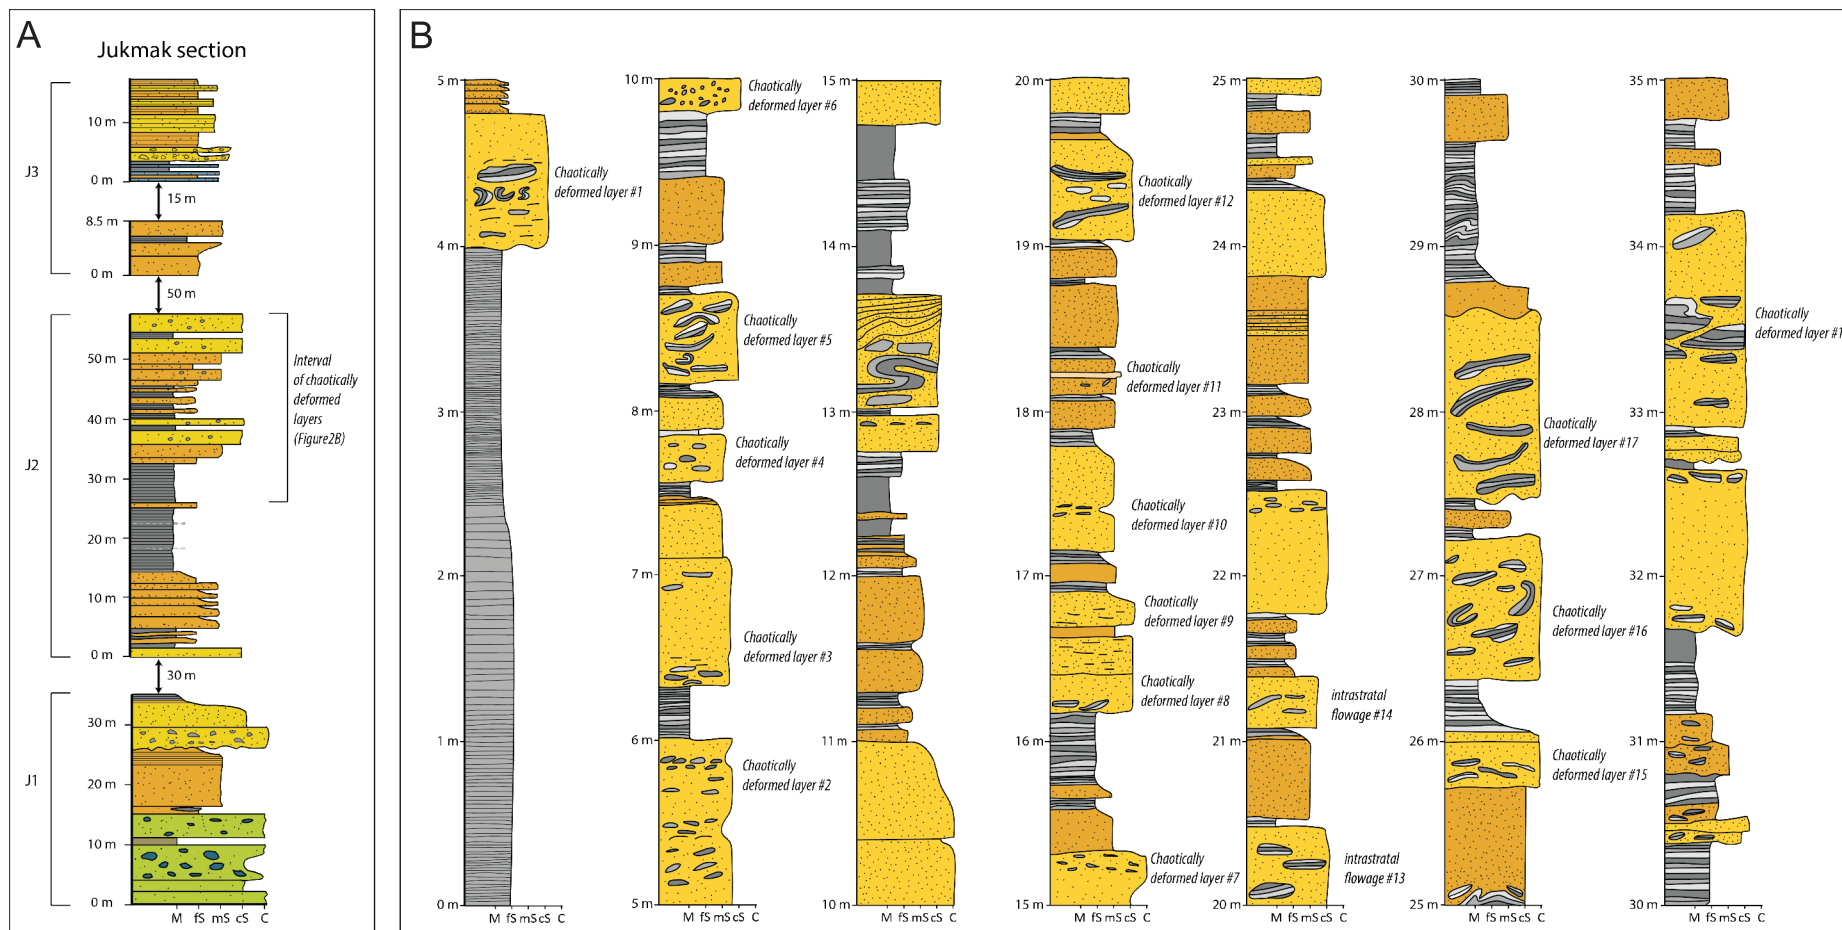 A
Jukmak section
J3
10 m
0 m
15 m
8.5 m
0 m
50 m
J2
50 m
40 m
30 m
20 m
10 m
0 m
Interval
of chaotically
deformed
layers
(Figure2B)
30 m
J1
30 m
20 m
10 m
0 m
M fS mS cS C
B
5 m
4 m
3 m
2 m
1 m
0 m
Chaotically
deformed layer #1
M fS mS cS C
10 m
9 m
8 m
7 m
6 m
5 m
Chaotically
deformed layer #6
Chaotically
deformed layer #5
Chaotically
deformed layer #4
Chaotically
deformed layer #3
Chaotically
deformed layer #2
M fS mS cS C
15 m
14 m
13 m
12 m
11 m
10 m
M fS mS cS C
20 m
19 m
18 m
17 m
16 m
15 m
Chaotically
deformed layer #12
Chaotically
deformed layer #11
Chaotically
deformed layer #10
Chaotically
deformed layer #9
Chaotically
deformed layer #8
Chaotically
deformed layer #7
M fS mS cS C
25 m
24 m
23 m
22 m
21 m
20 m
intrastratal
flowage #14
intrastratal
flowage #13
M fS mS cS C
30 m
29 m
28 m
27 m
26 m
25 m
Chaotically
deformed layer #17
Chaotically
deformed layer #16
Chaotically
deformed layer #15
M fS mS cS C
35 m
34 m
33 m
32 m
31 m
30 m
Chaotically
deformed layer #1
M fS mS cS C